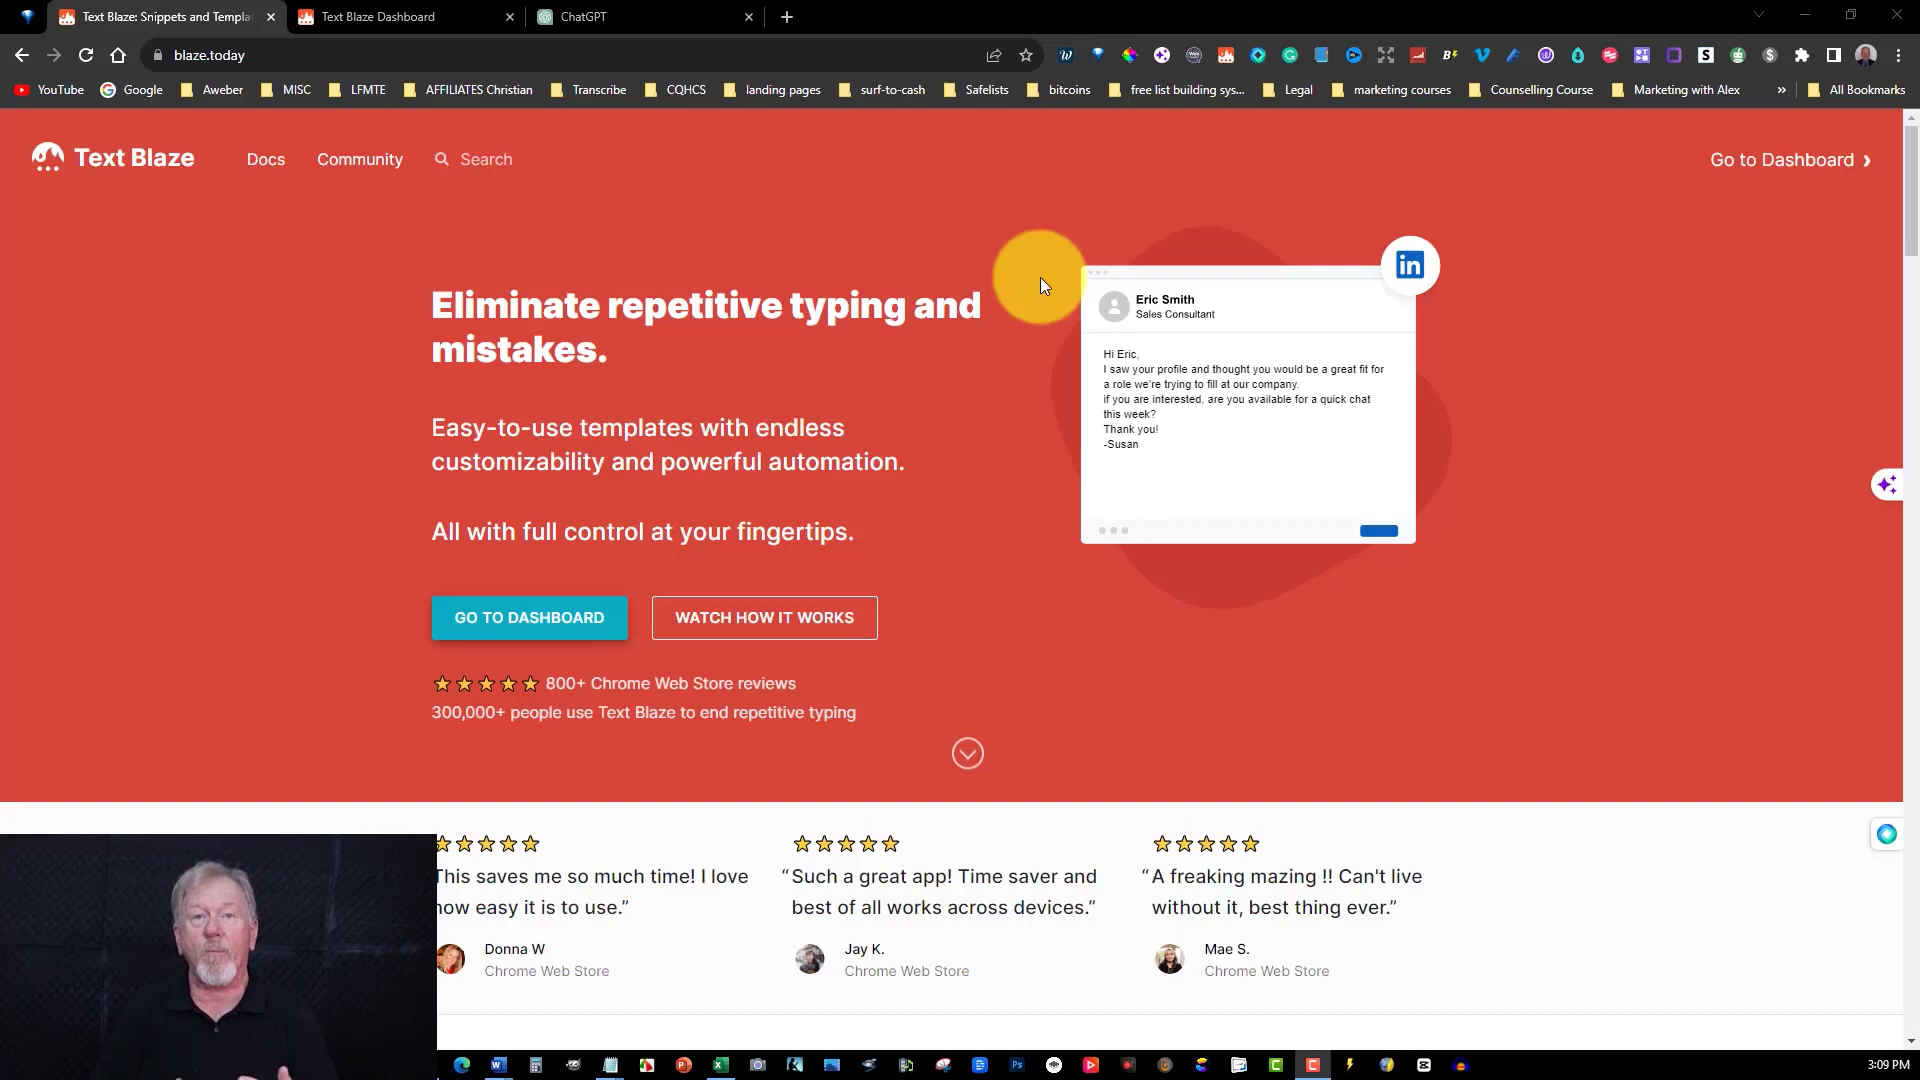 Text Blaze: Snippets and Templa
Text Blaze Dashboard
ChatGPT
blaze.today
YouTube
Google
Aweber
MISC
LFMTE
AFFILIATES Christian
Transcribe
CQHCS
landing pages
surf-to-cash
Safelists
bitcoins
free list building sys...
Legal
marketing courses
Counselling Course
Marketing with Alex
»
All Bookmarks
Text Blaze
Docs
Community
Search
Go to Dashboard ›
Eliminate repetitive typing and
mistakes.
Easy-to-use templates with endless
customizability and powerful automation.
All with full control at your fingertips.
GO TO DASHBOARD
WATCH HOW IT WORKS
800+ Chrome Web Store reviews
300,000+ people use Text Blaze to end repetitive typing
in
Eric Smith
Sales Consultant
Hi Eric,
I saw your profile and thought you would be a great fit for
a role we're trying to fill at our company.
if you are interested, are you available for a quick chat
this week?
Thank you!
-Susan
This saves me so much time! I love
how easy it is to use.”
Donna W
Chrome Web Store
“Such a great app! Time saver and
best of all works across devices.”
Jay K.
Chrome Web Store
“A freaking mazing !! Can't live
without it, best thing ever.”
Mae S.
Chrome Web Store
3:09 PM